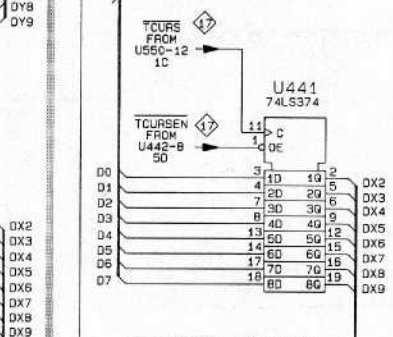 DY8
DY9
TCURS
17
FROM
U550-12
1C
U441
74LS374
TCURSEN
17
FROM
U442-8
5D
11 C
1 OE
D0 3 1D 1Q 2 DX2
D1 4 2D 2Q 5 DX3
D2 7 3D 3Q 6 DX4
D3 8 4D 4Q 9 DX5
D4 13 5D 5Q 12 DX6
D5 14 6D 6Q 15 DX7
D6 17 7D 7Q 16 DX8
D7 18 8D 8Q 19 DX9
DX2
DX3
DX4
DX5
DX6
DX7
DX8
DX9